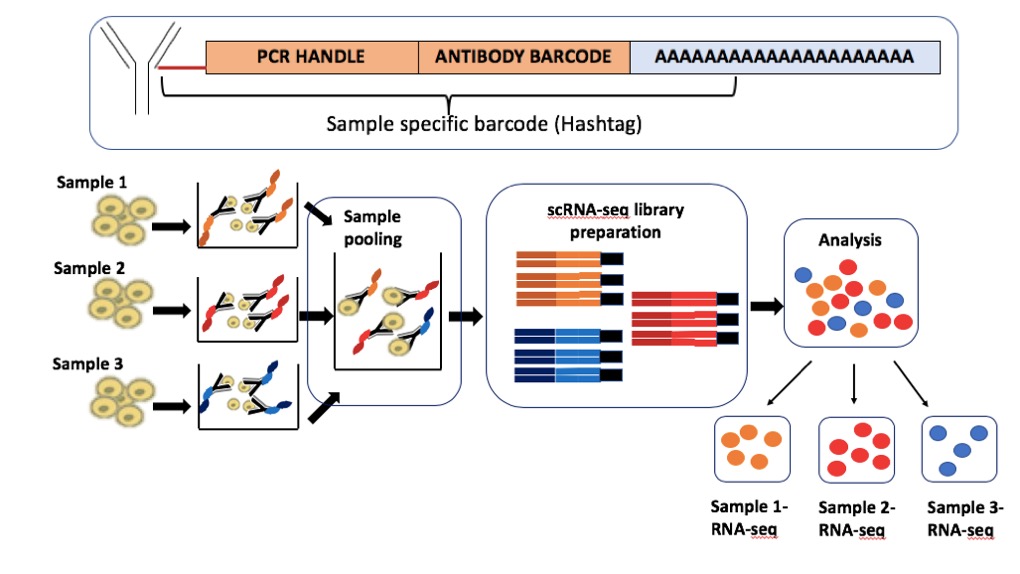 PCR HANDLE
ANTIBODY BARCODE
AAAAAAAAAAAAAAAAAAAAA
Sample specific barcode (Hashtag)
Sample 1
Sample 2
Sample 3
Sample
pooling
scRNA-seq library
preparation
Analysis
Sample 1-
RNA-seq
Sample 2-
RNA-seq
Sample 3-
RNA-seq